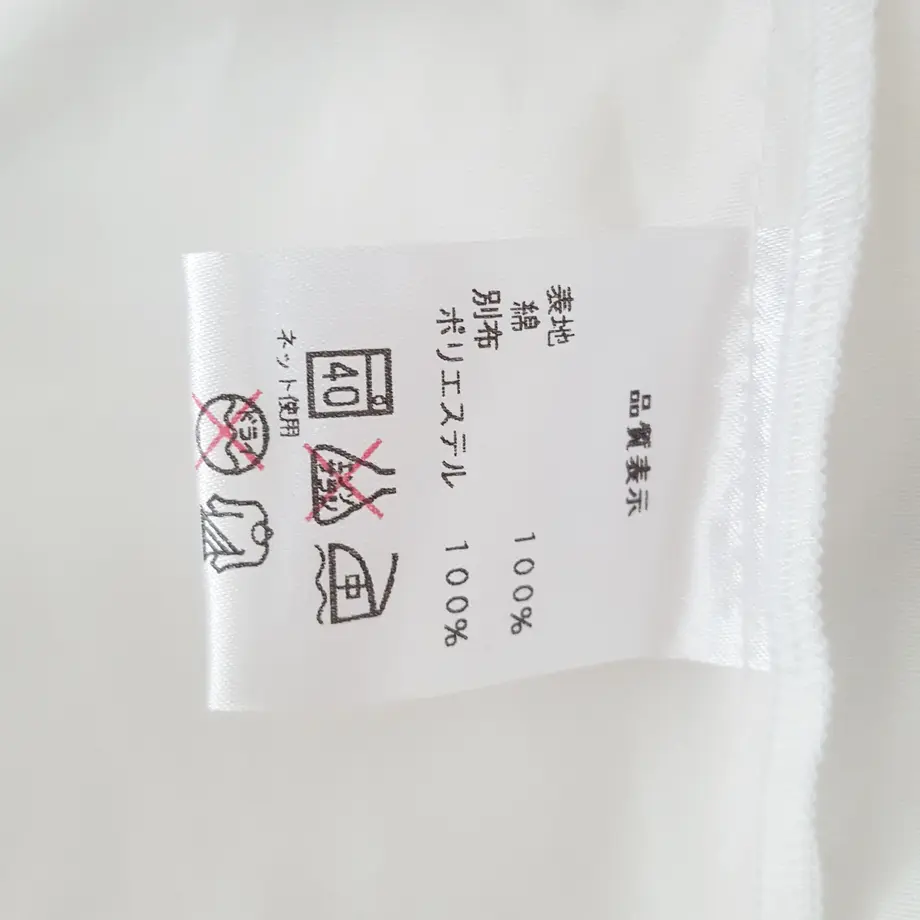 品質表示
表地
綿 100%
別布
ポリエステル 100%
40
中
ネット使用
ドライ